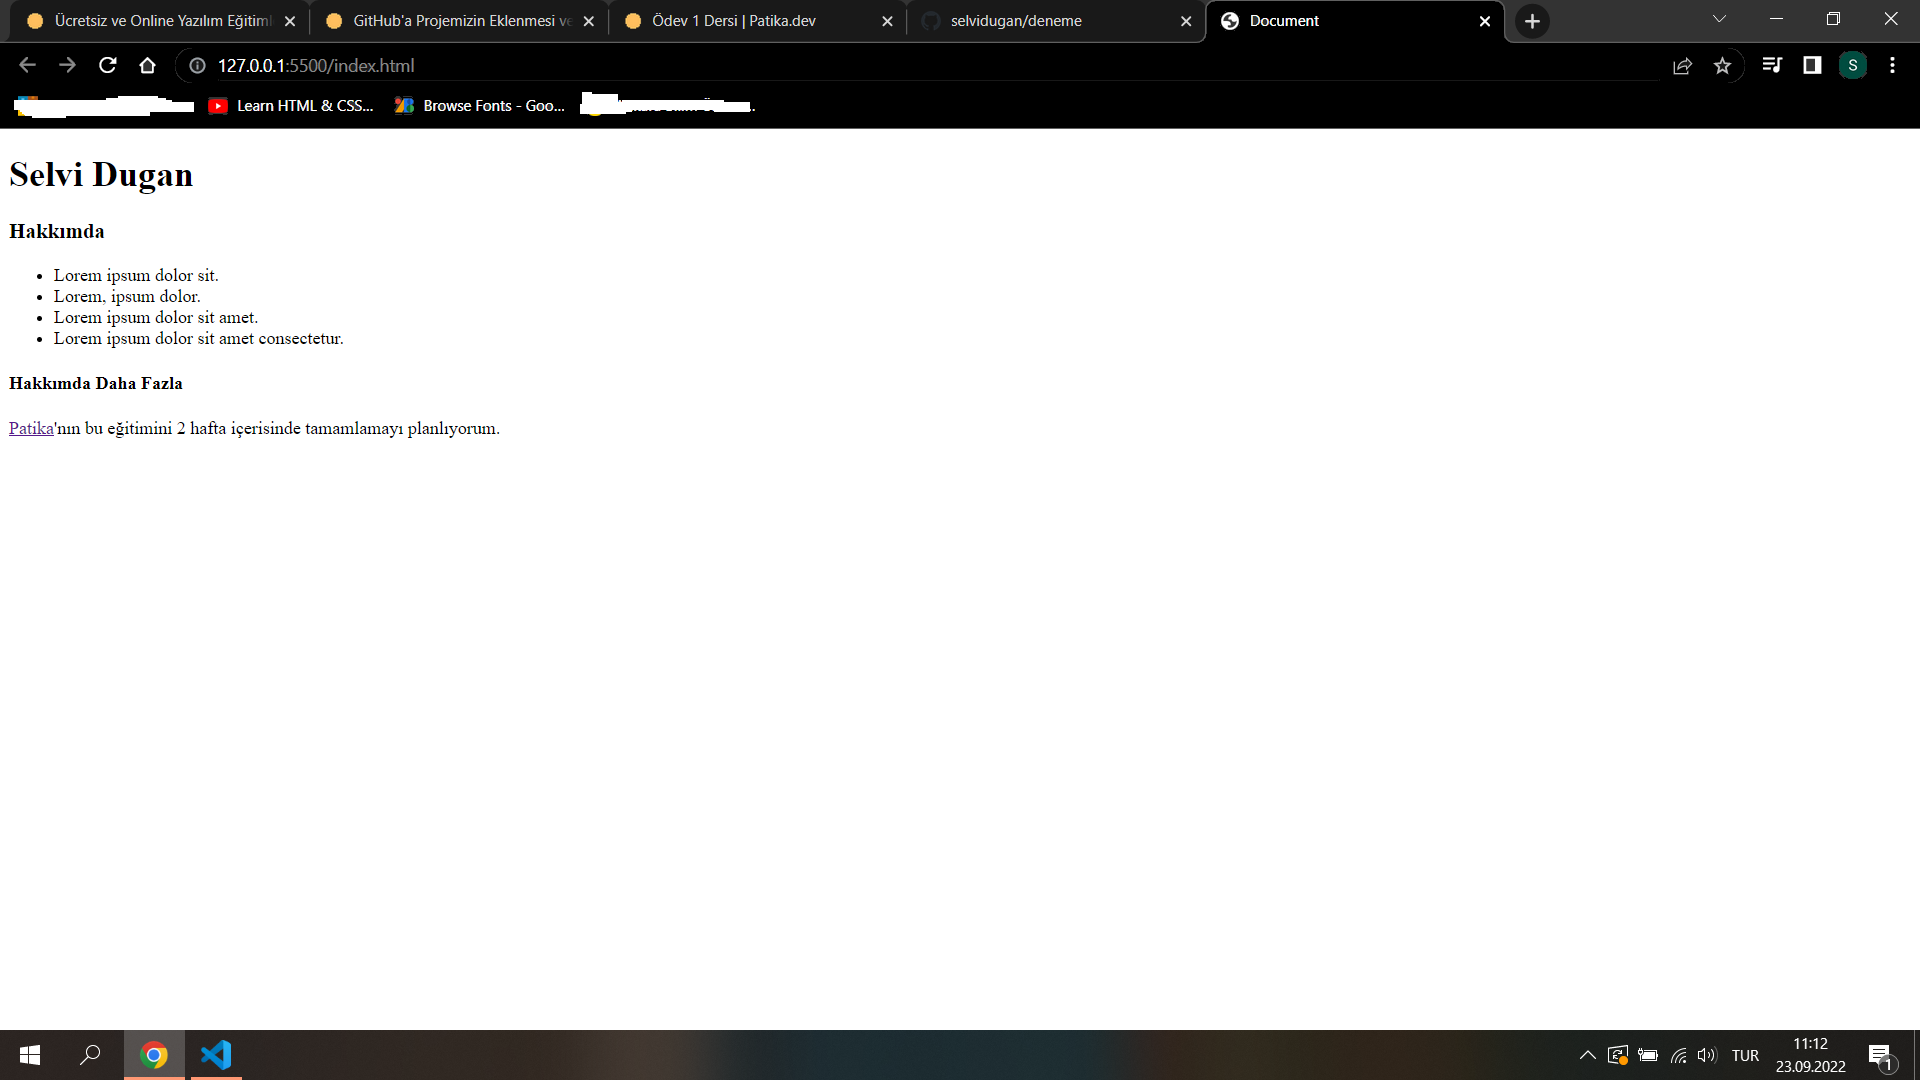 Ücretsiz ve Online Yazılım Eğitiml
GitHub'a Projemizin Eklenmesi ve
Ödev 1 Dersi | Patika.dev
selvidugan/deneme
Document
127.0.0.1:5500/index.html
S
Learn HTML & CSS...
Browse Fonts - Goo...
Selvi Dugan
Hakkımda
• Lorem ipsum dolor sit.
• Lorem, ipsum dolor.
• Lorem ipsum dolor sit amet.
• Lorem ipsum dolor sit amet consectetur.
Hakkımda Daha Fazla
Patika'nın bu eğitimini 2 hafta içerisinde tamamlamayı planlıyorum.
TUR
11:12
23.09.2022
1